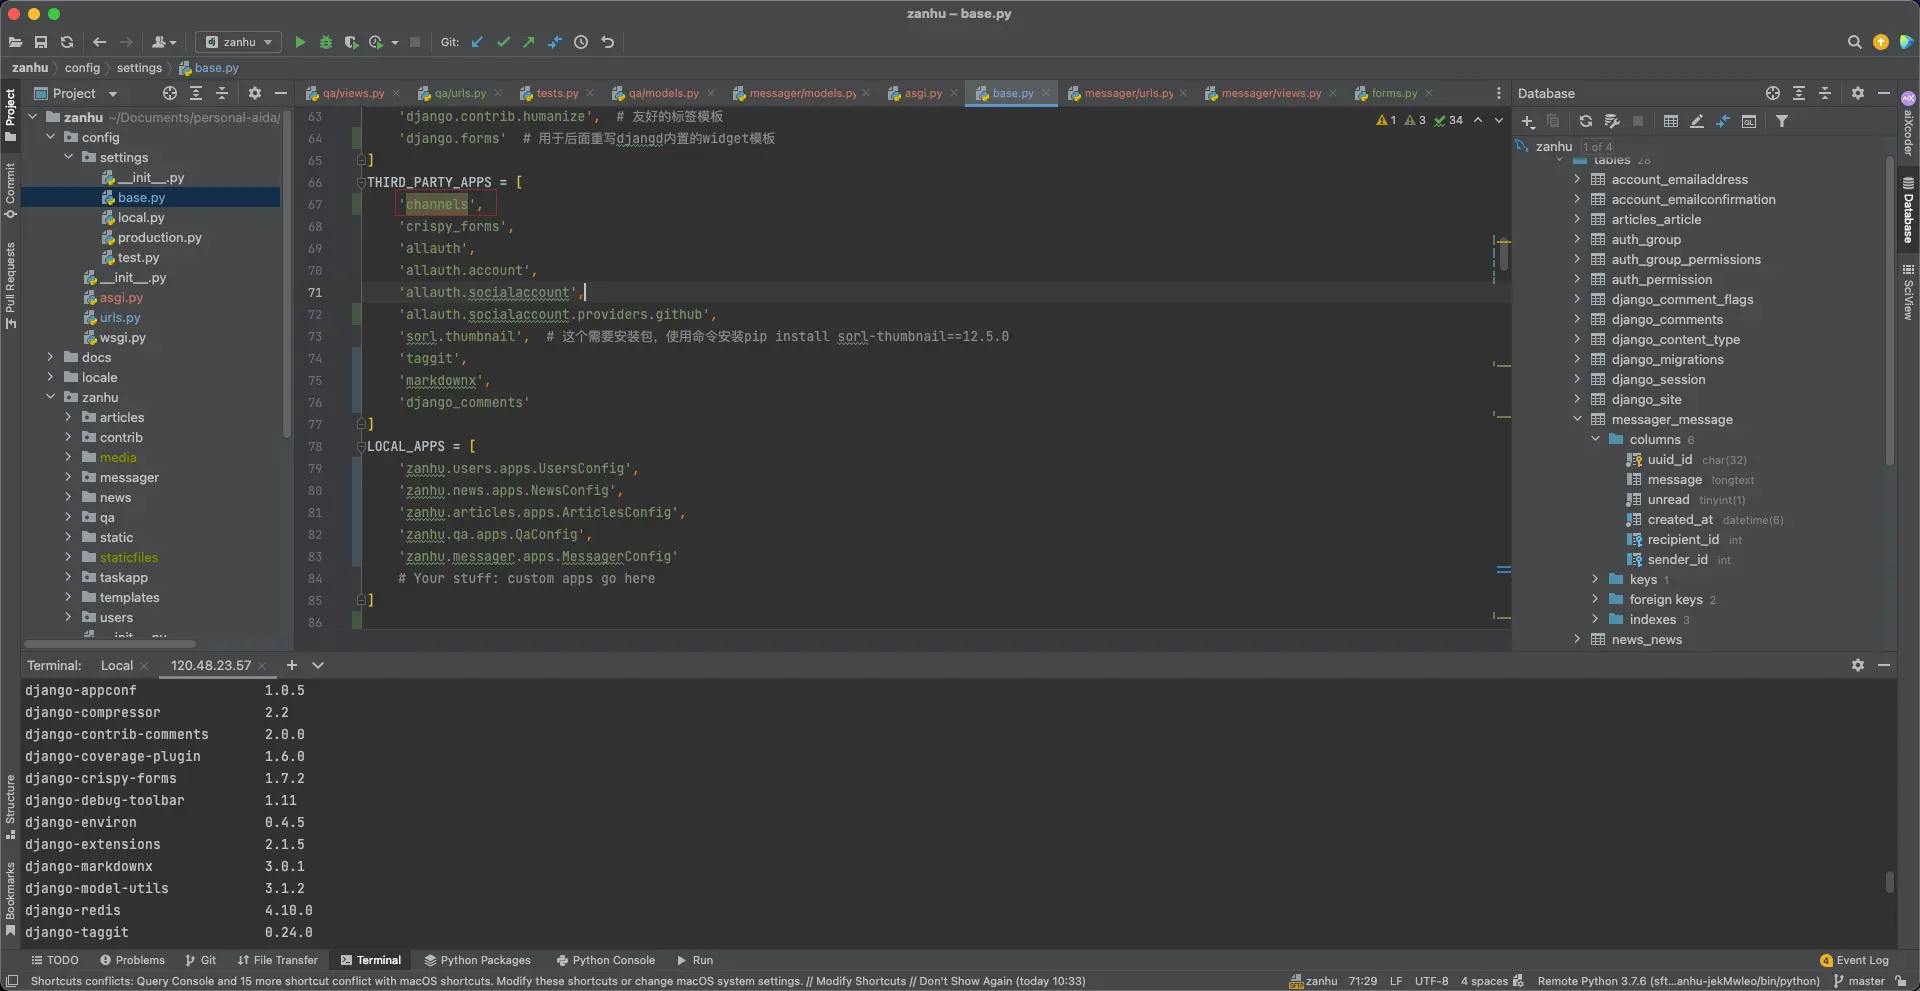 zanhu – base.py
zanhu
Git:
zanhu config settings base.py
Project
zanhu ~/Documents/personal-aida/
config
settings
__init__.py
base.py
local.py
production.py
test.py
__init__.py
asgi.py
urls.py
wsgi.py
docs
locale
zanhu
articles
contrib
media
messager
news
qa
static
staticfiles
taskapp
templates
users
__init__.py
Project
Commit
Pull Requests
Structure
Bookmarks
qa/views.py qa/urls.py tests.py qa/models.py messager/models.py asgi.py base.py messager/urls.py messager/views.py forms.py
1 3 34
63 'django.contrib.humanize', # 友好的标签模板
64 'django.forms' # 用于后面重写djangd内置的widget模板
65 ]
66 THIRD_PARTY_APPS = [
67 'channels',
68 'crispy_forms',
69 'allauth',
70 'allauth.account',
71 'allauth.socialaccount',
72 'allauth.socialaccount.providers.github',
73 'sorl.thumbnail', # 这个需要安装包，使用命令安装pip install sorl-thumbnail==12.5.0
74 'taggit',
75 'markdownx',
76 'django_comments'
77 ]
78 LOCAL_APPS = [
79 'zanhu.users.apps.UsersConfig',
80 'zanhu.news.apps.NewsConfig',
81 'zanhu.articles.apps.ArticlesConfig',
82 'zanhu.qa.apps.QaConfig',
83 'zanhu.messager.apps.MessagerConfig'
84 # Your stuff: custom apps go here
85 ]
86
Database
zanhu 1 of 4
tables 28
account_emailaddress
account_emailconfirmation
articles_article
auth_group
auth_group_permissions
auth_permission
django_comment_flags
django_comments
django_content_type
django_migrations
django_session
django_site
messager_message
columns 6
uuid_id char(32)
message longtext
unread tinyint(1)
created_at datetime(6)
recipient_id int
sender_id int
keys 1
foreign keys 2
indexes 3
news_news
aiXcoder
Database
SciView
Terminal: Local 120.48.23.57
django-appconf 1.0.5
django-compressor 2.2
django-contrib-comments 2.0.0
django-coverage-plugin 1.6.0
django-crispy-forms 1.7.2
django-debug-toolbar 1.11
django-environ 0.4.5
django-extensions 2.1.5
django-markdownx 3.0.1
django-model-utils 3.1.2
django-redis 4.10.0
django-taggit 0.24.0
TODO Problems Git File Transfer Terminal Python Packages Python Console Run 4 Event Log
Shortcuts conflicts: Query Console and 15 more shortcut conflict with macOS shortcuts. Modify these shortcuts or change macOS system settings. // Modify Shortcuts // Don't Show Again (today 10:33) zanhu 71:29 LF UTF-8 4 spaces Remote Python 3.7.6 (sft...anhu-jekMwleo/bin/python) master